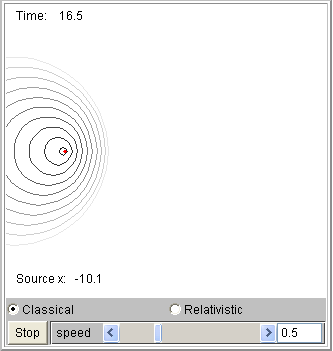 Time: 16.5
Source x: -10.1
Classical Relativistic
Stop speed 0.5